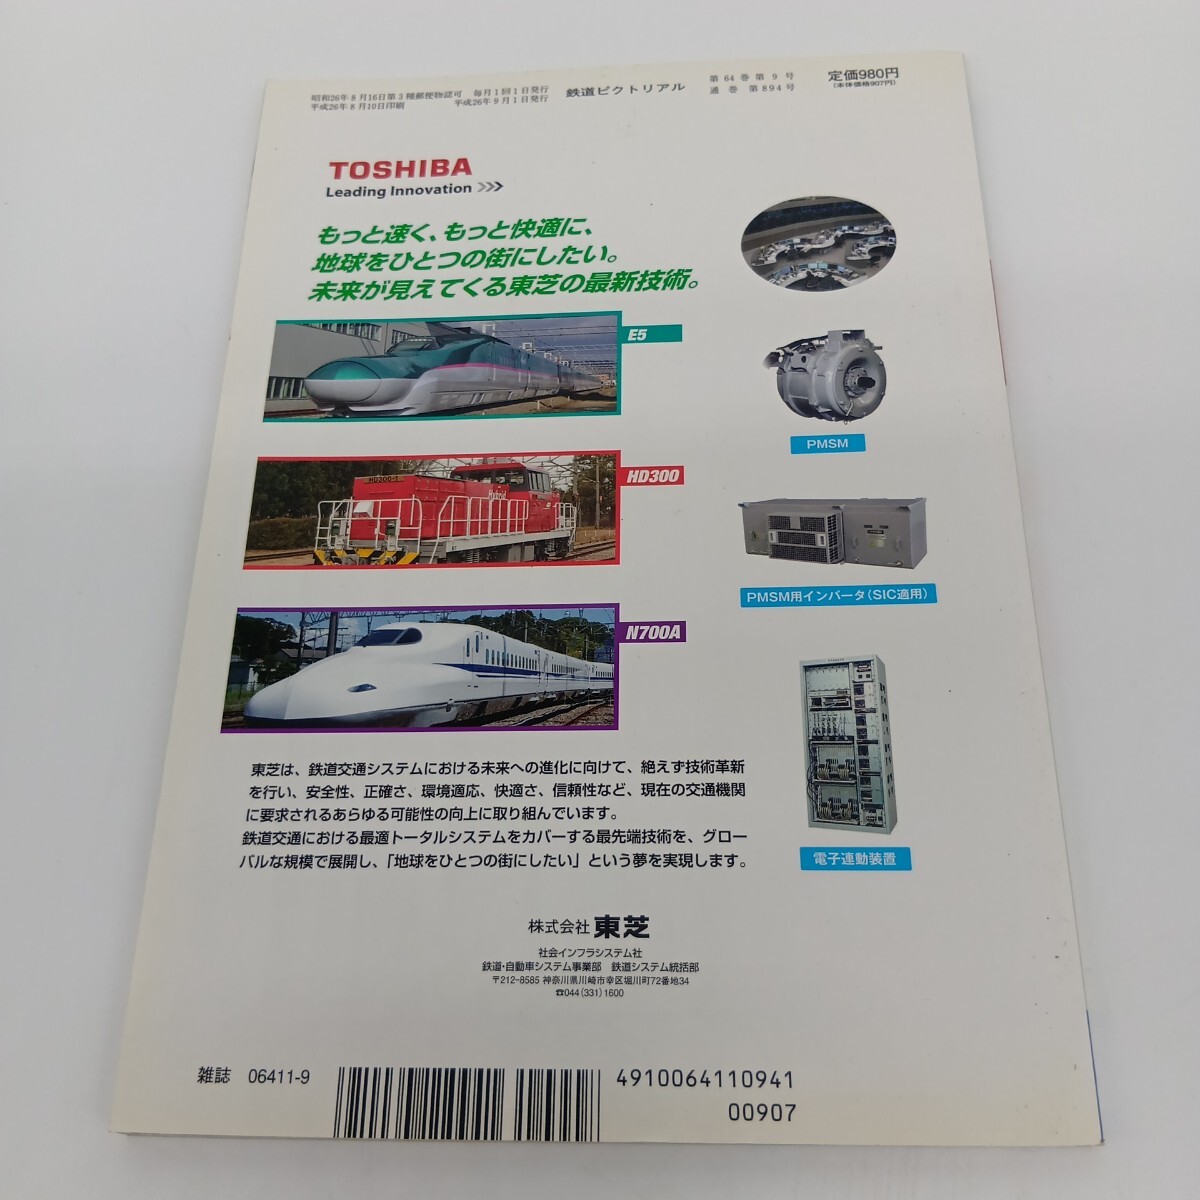 昭和26年8月16日第3種郵便物認可 毎月1回1日発行
平成26年8月10日印刷 平成26年9月1日発行
鉄道ピクトリアル
第64巻第9号
通巻 第894号
定価980円
(本体価格907円)
TOSHIBA
Leading Innovation
もっと速く、もっと快適に、
地球をひとつの街にしたい。
未来が見えてくる東芝の最新技術。
E5
PMSM
HD300-1
Hybrid
HD300
PMSM用インバータ(SIC適用)
N700A
電子連動装置
東芝は、鉄道交通システムにおける未来への進化に向けて、絶えず技術革新
を行い、安全性、正確さ、環境適応、快適さ、信頼性など、現在の交通機関
に要求されるあらゆる可能性の向上に取り組んでいます。
鉄道交通における最適トータルシステムをカバーする最先端技術を、グロー
バルな規模で展開し、「地球をひとつの街にしたい」という夢を実現します。
株式会社 東芝
社会インフラシステム社
鉄道・自動車システム事業部 鉄道システム統括部
〒212-8585 神奈川県川崎市幸区堀川町72番地34
☎044(331)1600
雑誌 06411-9
4910064110941
00907